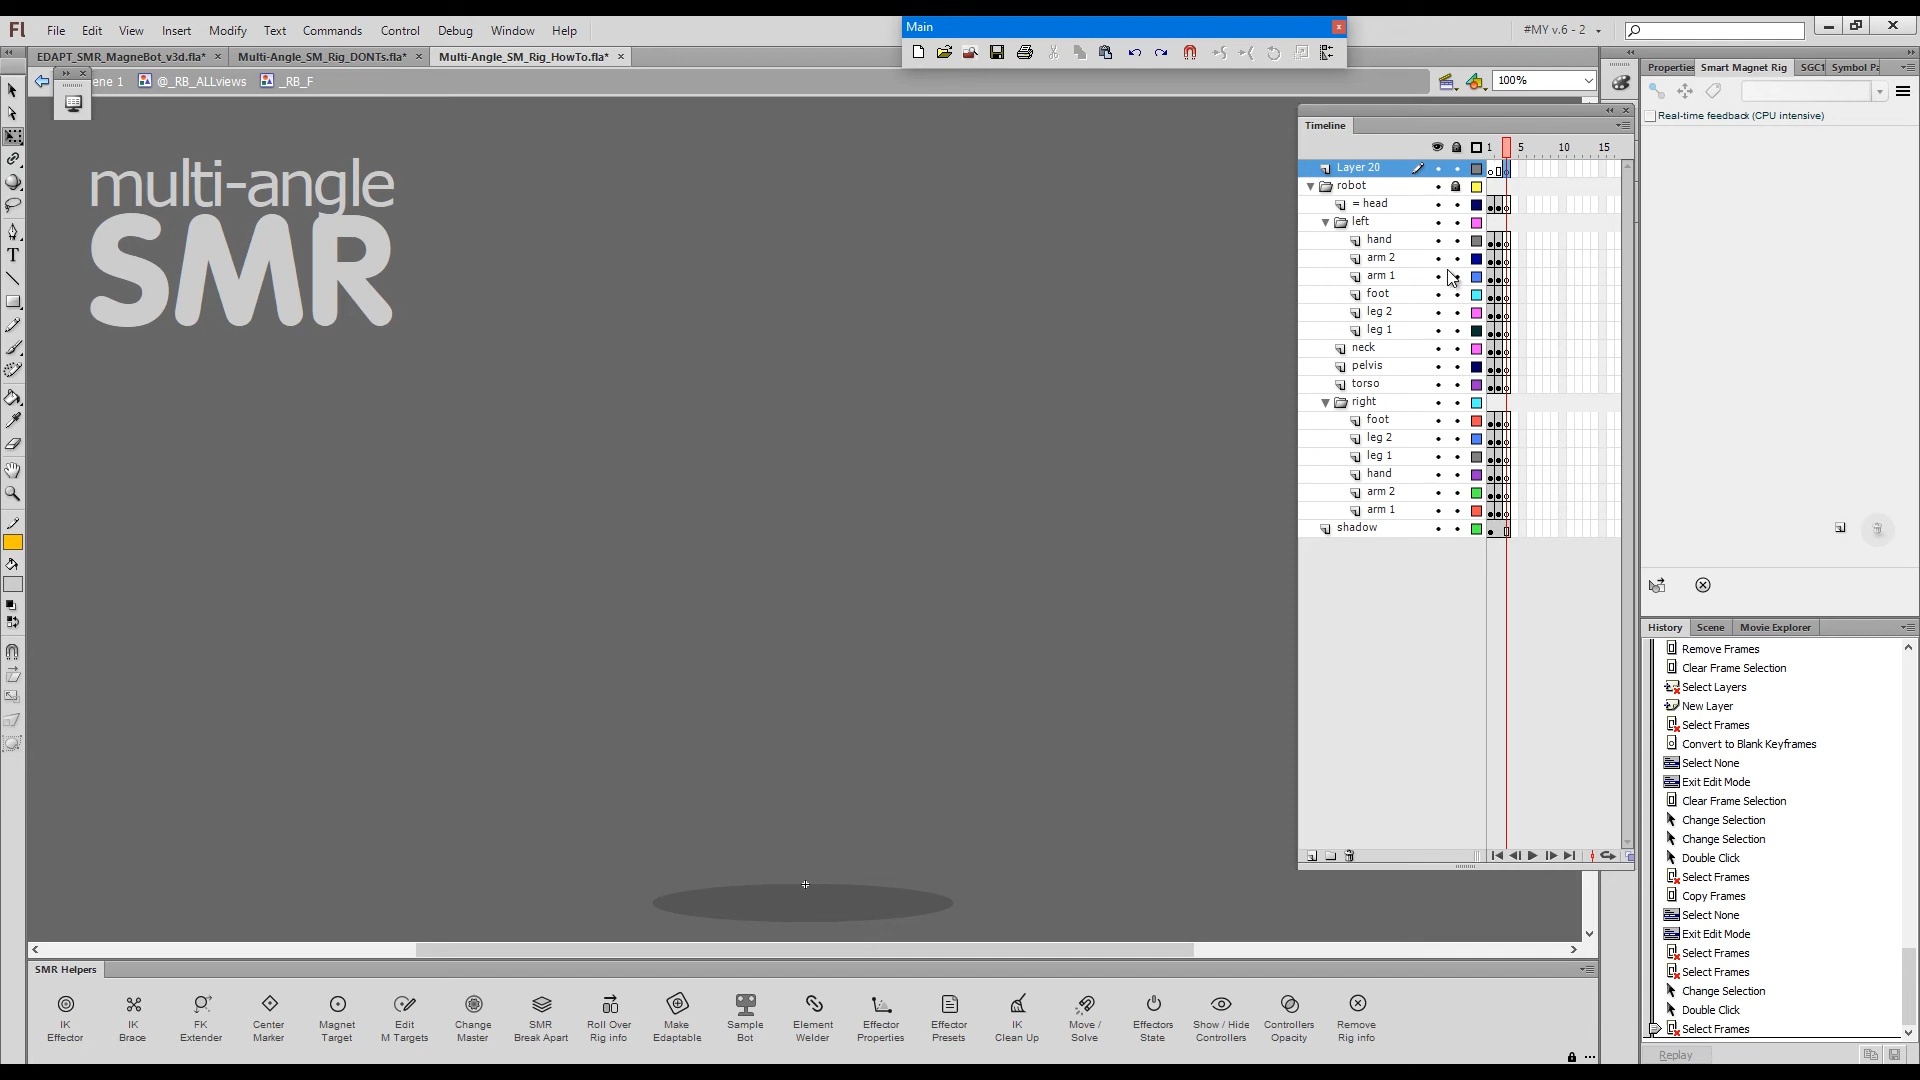 Main
Fl File Edit View Insert Modify Text Commands Control Debug Window Help
#MY v.6 - 2
EDAPT_SMR_MagneBot_v3d.fla* Multi-Angle_SM_Rig_DONTs.fla* Multi-Angle_SM_Rig_HowTo.fla*
ene 1 @_RB_ALLviews _RB_F
100%
multi-angle
SMR
Timeline
1 5 10 15
Layer 20
robot
= head
left
hand
arm 2
arm 1
foot
leg 2
leg 1
neck
pelvis
torso
right
foot
leg 2
leg 1
hand
arm 2
arm 1
shadow
Properties Smart Magnet Rig SGC1 Symbol Pa
Real-time feedback (CPU intensive)
History Scene Movie Explorer
Remove Frames
Clear Frame Selection
Select Layers
New Layer
Select Frames
Convert to Blank Keyframes
Select None
Exit Edit Mode
Clear Frame Selection
Change Selection
Change Selection
Double Click
Select Frames
Copy Frames
Select None
Exit Edit Mode
Select Frames
Select Frames
Change Selection
Double Click
Select Frames
Replay
SMR Helpers
IK Effector
IK Brace
FK Extender
Center Marker
Magnet Target
Edit M Targets
Change Master
SMR Break Apart
Roll Over Rig info
Make Edaptable
Sample Bot
Element Welder
Effector Properties
Effector Presets
IK Clean Up
Move / Solve
Effectors State
Show / Hide Controllers
Controllers Opacity
Remove Rig info